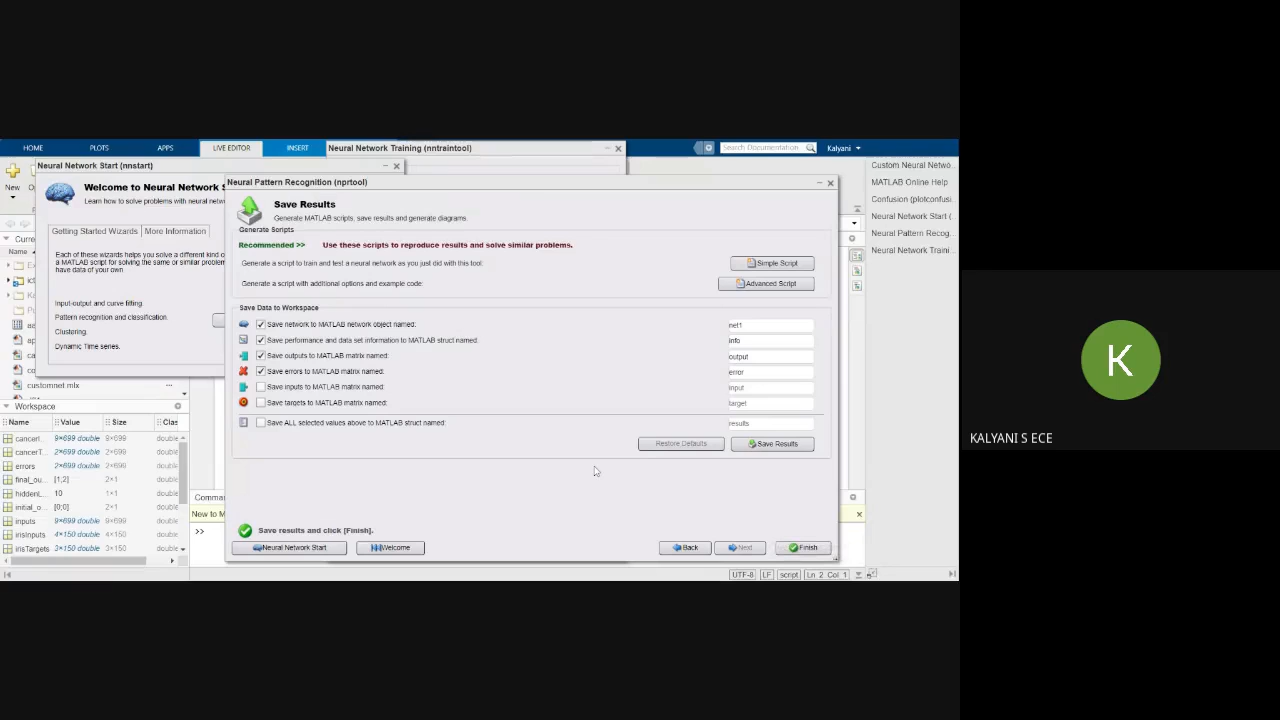 HOME PLOTS APPS LIVE EDITOR INSERT
Search Documentation
Kalyani
Neural Network Training (nntraintool)
Neural Network Start (nnstart)
Welcome to Neural Network S
Learn how to solve problems with neural netw
Getting Started Wizards More Information
Each of these wizards helps you solve a different kind o
a MATLAB script for solving the same or similar problem
have data of your own
Input-output and curve fitting.
Pattern recognition and classification.
Clustering.
Dynamic Time series.
New
Name
customnet.mlx
Workspace
Name Value Size Clas
cancerI... 9×699 double 9×699 double
cancerT... 2×699 double 2×699 double
errors 2×699 double 2×699 double
final_ou... [1,2] 2×1 double
hiddenL... 10 1×1 double
initial_o... [0;0] 2×1 double
inputs 9×699 double 9×699 double
irisInputs 4×150 double 4×150 double
irisTargets 3×150 double 3×150 double
Neural Pattern Recognition (nprtool)
Save Results
Generate MATLAB scripts, save results and generate diagrams.
Generate Scripts
Recommended >> Use these scripts to reproduce results and solve similar problems.
Generate a script to train and test a neural network as you just did with this tool:
Simple Script
Generate a script with additional options and example code:
Advanced Script
Save Data to Workspace
Save network to MATLAB network object named: net1
Save performance and data set information to MATLAB struct named: info
Save outputs to MATLAB matrix named: output
Save errors to MATLAB matrix named: error
Save inputs to MATLAB matrix named: input
Save targets to MATLAB matrix named: target
Save ALL selected values above to MATLAB struct named: results
Restore Defaults Save Results
Save results and click [Finish].
Neural Network Start Welcome Back Next Finish
Comma
New to M
>>
UTF-8 LF script Ln 2 Col 1
Custom Neural Netwo...
MATLAB Online Help
Confusion (plotconfus...
Neural Network Start (...
Neural Pattern Recog...
Neural Network Traini...
K
KALYANI S ECE